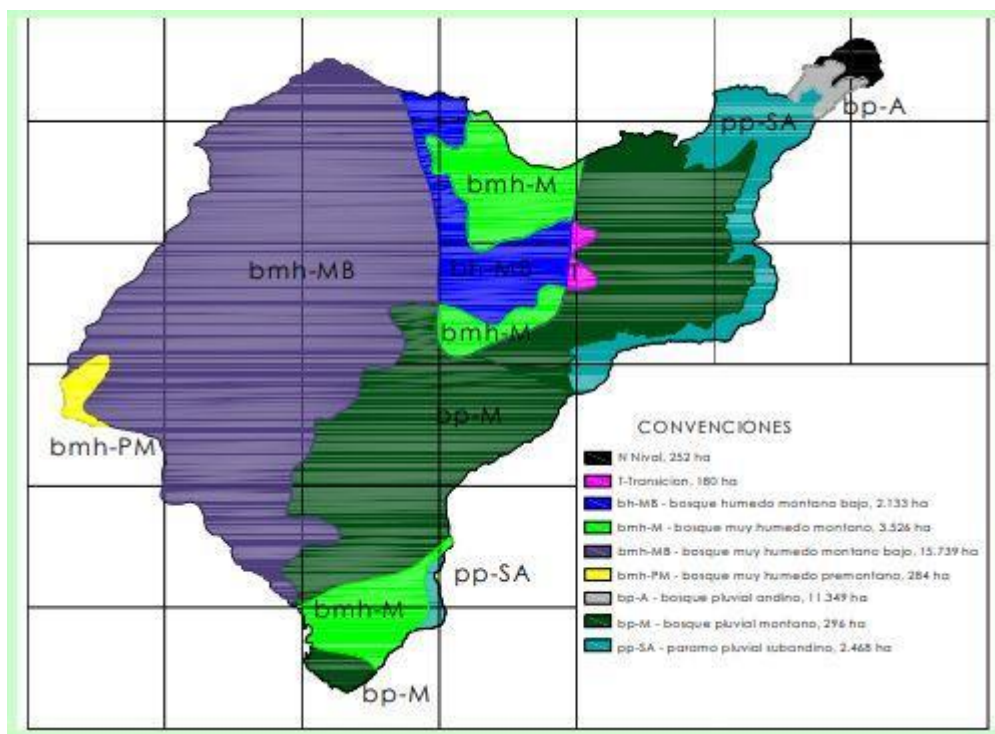 bp-A
pp-SA
bmh-M
bmh-MB
bh-MB
T
bmh-M
bp-M
bmh-PM
CONVENCIONES
N Nival, 252 ha
T-Transicion, 180 ha
bh-MB - bosque humedo montano bajo, 2.133 ha
bmh-M - bosque muy humedo montano, 3.526 ha
bmh-MB - bosque muy humedo montano bajo, 15.739 ha
bmh-PM - bosque muy humedo premontano, 284 ha
bp-A - bosque pluvial andino, 11.349 ha
bp-M - bosque pluvial montano, 296 ha
pp-SA - paramo pluvial subandino, 2.468 ha
pp-SA
bmh-M
bp-M